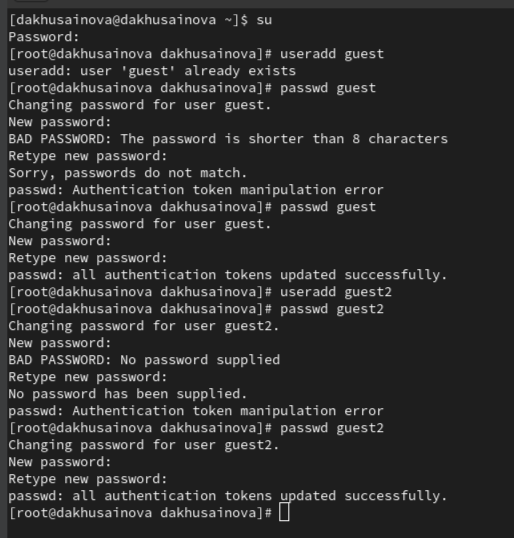 [dakhusainova@dakhusainova ~]$ su
Password:
[root@dakhusainova dakhusainova]# useradd guest
useradd: user 'guest' already exists
[root@dakhusainova dakhusainova]# passwd guest
Changing password for user guest.
New password:
BAD PASSWORD: The password is shorter than 8 characters
Retype new password:
Sorry, passwords do not match.
passwd: Authentication token manipulation error
[root@dakhusainova dakhusainova]# passwd guest
Changing password for user guest.
New password:
Retype new password:
passwd: all authentication tokens updated successfully.
[root@dakhusainova dakhusainova]# useradd guest2
[root@dakhusainova dakhusainova]# passwd guest2
Changing password for user guest2.
New password:
BAD PASSWORD: No password supplied
Retype new password:
No password has been supplied.
passwd: Authentication token manipulation error
[root@dakhusainova dakhusainova]# passwd guest2
Changing password for user guest2.
New password:
Retype new password:
passwd: all authentication tokens updated successfully.
[root@dakhusainova dakhusainova]#